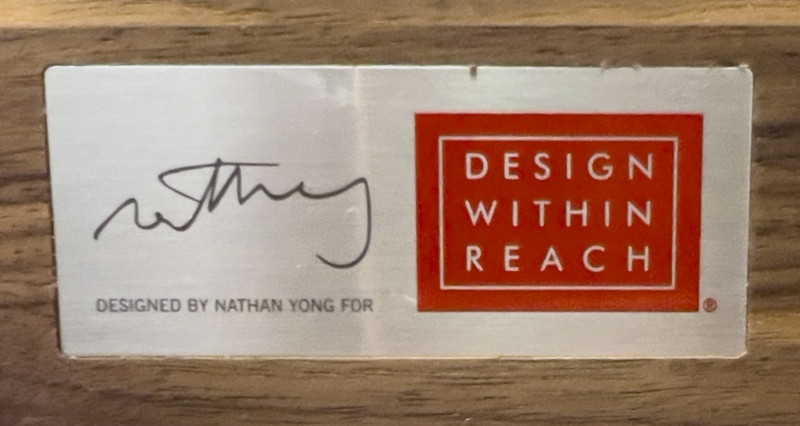 DESIGNED BY NATHAN YONG FOR
DESIGN
WITHIN
REACH
®